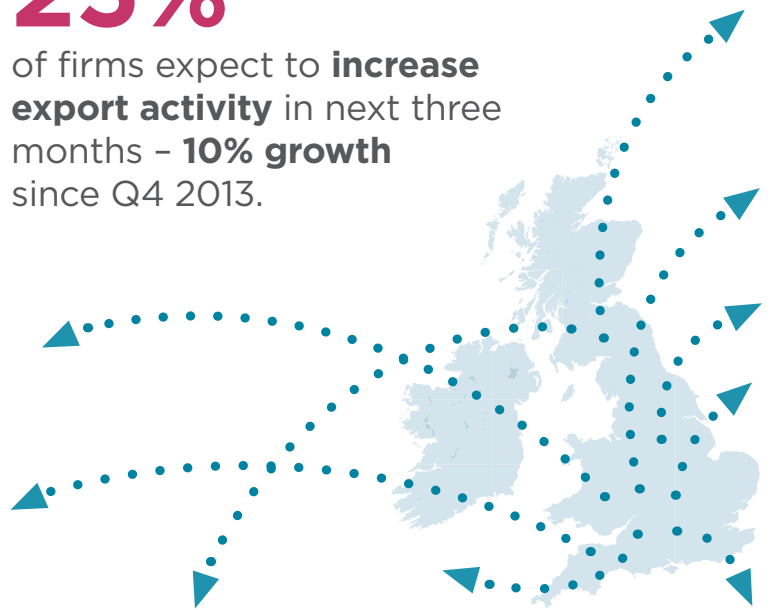 of firms expect to increase
export activity in next three
months – 10% growth
since Q4 2013.